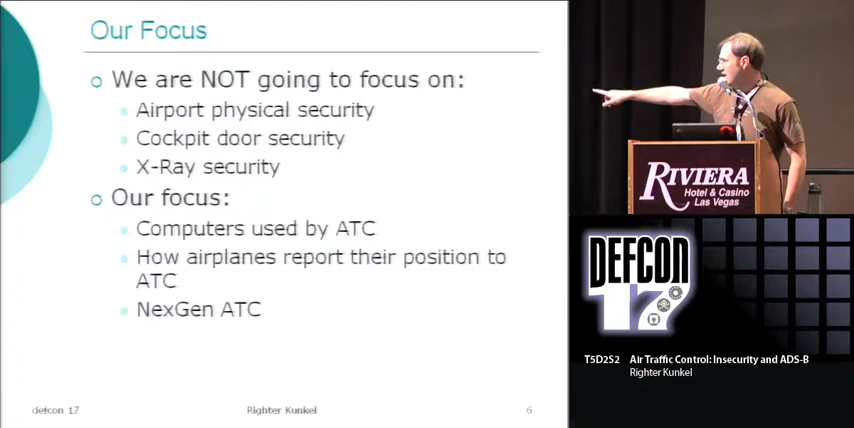 Our Focus
We are NOT going to focus on:
Airport physical security
Cockpit door security
X-Ray security
Our focus:
Computers used by ATC
How airplanes report their position to
ATC
NexGen ATC
defcon 17
Righter Kunkel
6
RIVIERA
Hotel & Casino
Las Vegas
DEFCON
17
T5D2S2 Air Traffic Control: Insecurity and ADS-B
Righter Kunkel